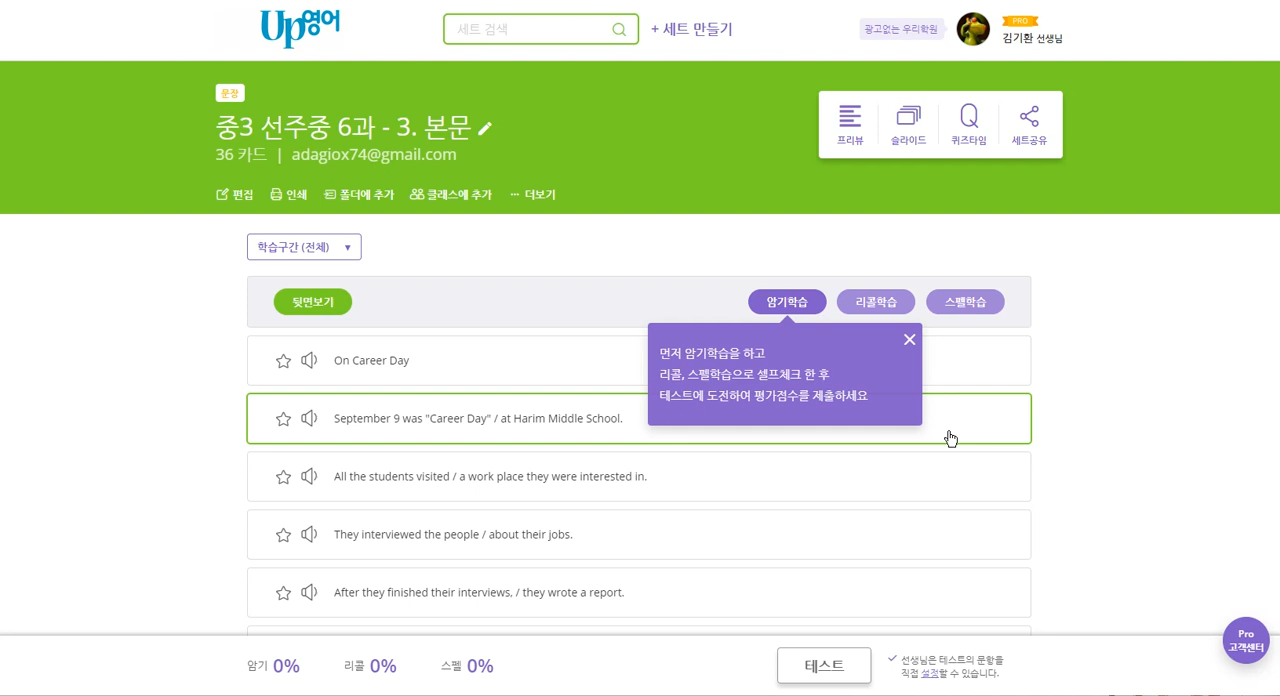 Up영어
세트 검색
+ 세트 만들기
광고없는 우리학원
PRO
김기환 선생님
문장
중3 선주중 6과 - 3. 본문
36 카드 | adagiox74@gmail.com
프리뷰
슬라이드
퀴즈타임
세트공유
편집
인쇄
폴더에 추가
클래스에 추가
··· 더보기
학습구간 (전체) ▼
뒷면보기
암기학습
리콜학습
스펠학습
먼저 암기학습을 하고
리콜, 스펠학습으로 셀프체크 한 후
테스트에 도전하여 평가점수를 제출하세요
On Career Day
September 9 was "Career Day" / at Harim Middle School.
All the students visited / a work place they were interested in.
They interviewed the people / about their jobs.
After they finished their interviews, / they wrote a report.
암기 0%
리콜 0%
스펠 0%
테스트
선생님은 테스트의 문항을
직접 설정할 수 있습니다.
Pro
고객센터